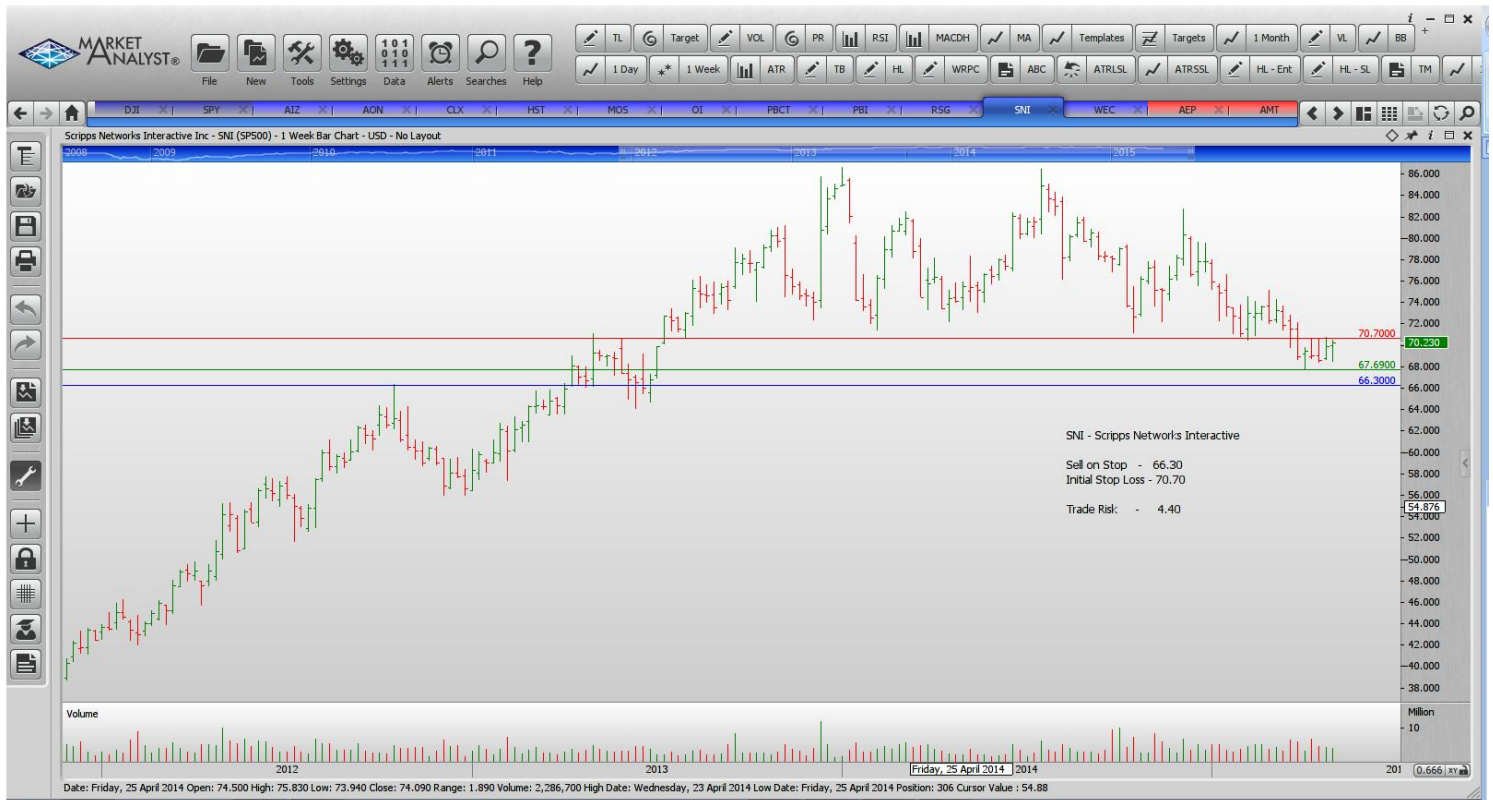 MARKET ANALYST®
File New Tools Settings Data Alerts Searches Help
TL Target VOL PR RSI MACDH MA Templates Targets 1 Month VL BB
1 Day 1 Week ATR TB HL WRPC ABC ATRLSL ATRSSL HL - Ent HL - SL TM
DJI SPY AIZ AON CLX HST MOS OI PBCT PBI RSG SNI WEC AEP AMT
Scripps Networks Interactive Inc - SNI (SP500) - 1 Week Bar Chart - USD - No Layout
2008 2009 2010 2011 2012 2013 2014 2015
86.000
84.000
82.000
80.000
78.000
76.000
74.000
72.000
70.7000
70.230
68.000
67.6900
66.3000
66.000
64.000
62.000
60.000
58.000
56.000
54.876
54.000
52.000
50.000
48.000
46.000
44.000
42.000
40.000
38.000
SNI - Scripps Networks Interactive
Sell on Stop - 66.30
Initial Stop Loss - 70.70
Trade Risk - 4.40
Volume
Million
10
2012 2013 Friday, 25 April 2014 2014 201 0.666 XY
Date: Friday, 25 April 2014 Open: 74.500 High: 75.830 Low: 73.940 Close: 74.090 Range: 1.890 Volume: 2,286,700 High Date: Wednesday, 23 April 2014 Low Date: Friday, 25 April 2014 Position: 306 Cursor Value : 54.88